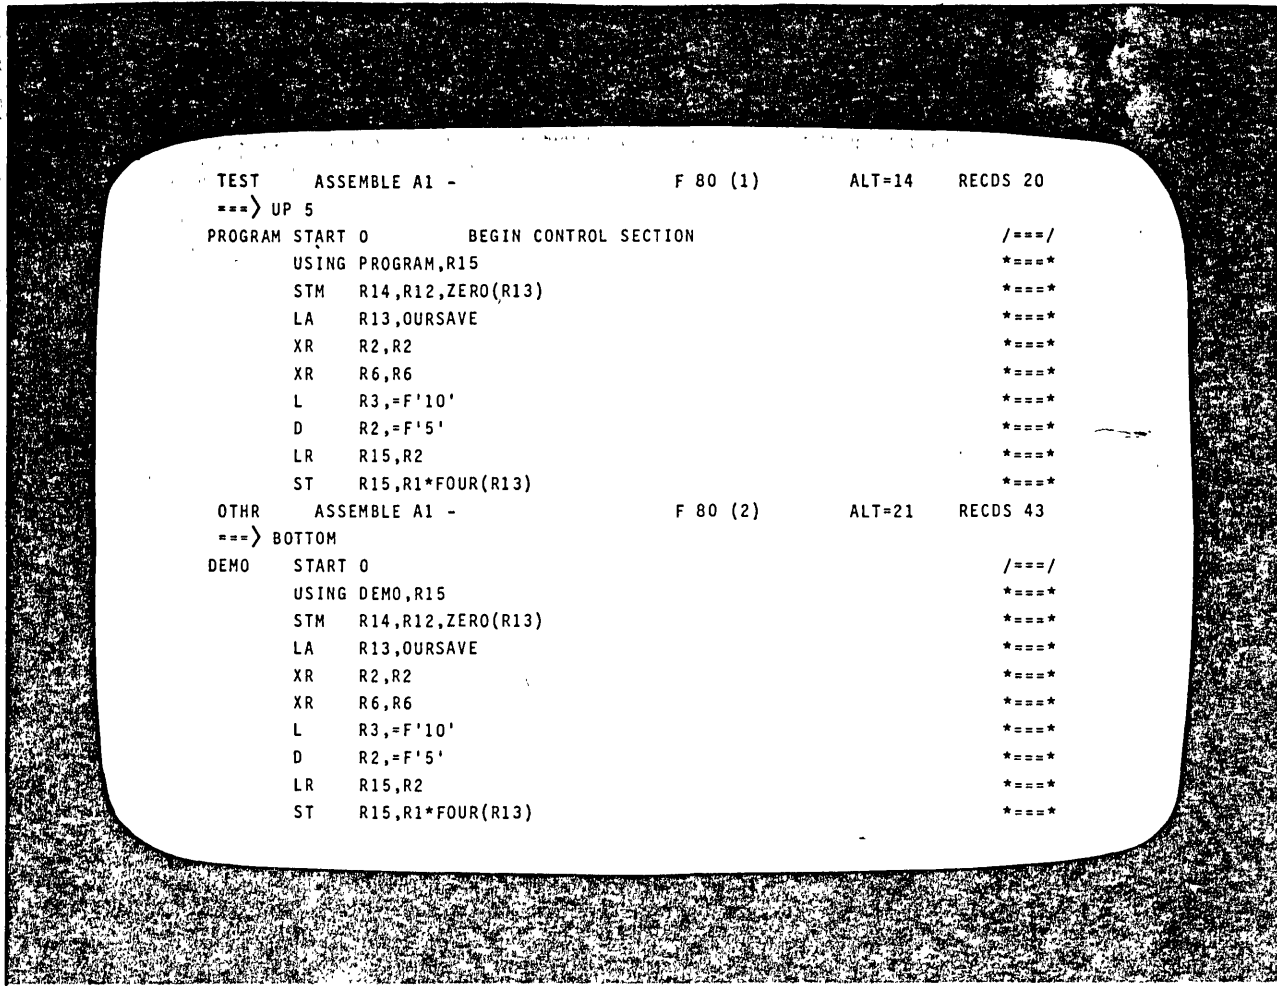 TEST ASSEMBLE A1 - F 80 (1) ALT=14 RECDS 20
===> UP 5
PROGRAM START 0 BEGIN CONTROL SECTION /===/
USING PROGRAM,R15 *===*
STM R14,R12,ZERO(R13) *===*
LA R13,OURSAVE *===*
XR R2,R2 *===*
XR R6,R6 *===*
L R3,=F'10' *===*
D R2,=F'5' *===*
LR R15,R2 *===*
ST R15,R1*FOUR(R13) *===*
OTHR ASSEMBLE A1 - F 80 (2) ALT=21 RECDS 43
===> BOTTOM
DEMO START 0 /===/
USING DEMO,R15 *===*
STM R14,R12,ZERO(R13) *===*
LA R13,OURSAVE *===*
XR R2,R2 *===*
XR R6,R6 *===*
L R3,=F'10' *===*
D R2,=F'5' *===*
LR R15,R2 *===*
ST R15,R1*FOUR(R13) *===*